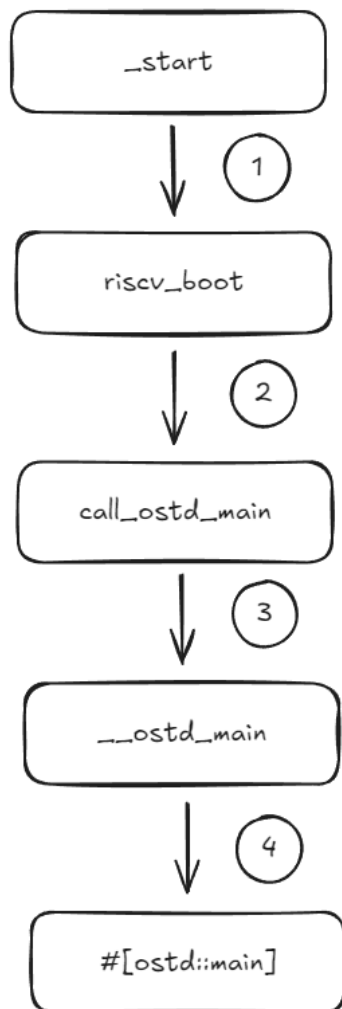 _start
1
riscv_boot
2
call_ostd_main
3
__ostd_main
4
#[ostd::main]